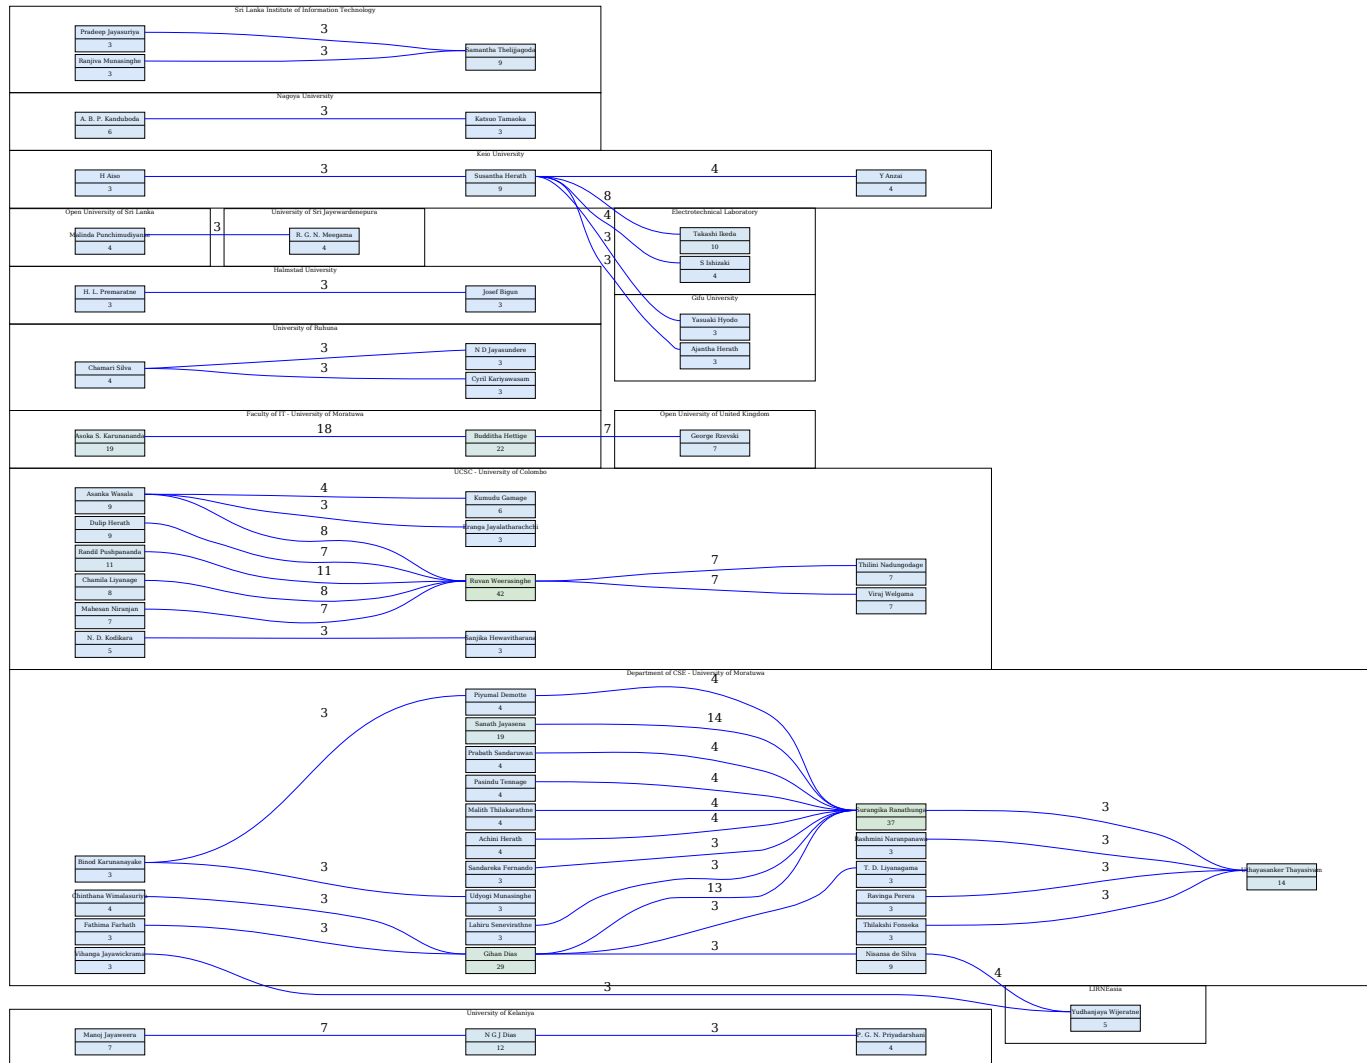 Sri Lanka Institute of Information Technology
Pradeep Jayasuriya
3
Ranjiva Munasinghe
3
3
3
Samantha Thelijjagoda
9
Nagoya University
A. B. P. Kanduboda
6
3
Katsuo Tamaoka
3
Keio University
H Aiso
3
3
Susantha Herath
9
4
Y Anzai
4
8
4
3
3
Open University of Sri Lanka
Malinda Punchimudiyanse
4
3
University of Sri Jayewardenepura
R. G. N. Meegama
4
Electrotechnical Laboratory
Takashi Ikeda
10
S Ishizaki
4
Gifu University
Yasuaki Hyodo
3
Ajantha Herath
3
Halmstad University
H. L. Premaratne
3
3
Josef Bigun
3
University of Ruhuna
Chamari Silva
4
3
3
N D Jayasundere
3
Cyril Kariyawasam
3
Faculty of IT - University of Moratuwa
Asoka S. Karunananda
19
18
Budditha Hettige
22
7
Open University of United Kingdom
George Rzevski
7
UCSC - University of Colombo
Asanka Wasala
9
Dulip Herath
9
Randil Pushpananda
11
Chamila Liyanage
8
Mahesan Niranjan
7
N. D. Kodikara
5
4
3
8
7
11
8
7
3
Kumudu Gamage
6
Eranga Jayalatharachchi
3
Ruvan Weerasinghe
42
Sanjika Hewavitharana
3
7
7
Thilini Nadungodage
7
Viraj Welgama
7
Department of CSE - University of Moratuwa
Binod Karunanayake
3
Chinthana Wimalasuriya
4
Fathima Farhath
3
Vihanga Jayawickrama
3
3
3
3
3
Piyumal Demotte
4
Sanath Jayasena
19
Prabath Sandaruwan
4
Pasindu Tennage
4
Malith Thilakarathne
4
Achini Herath
4
Sandareka Fernando
3
Udyogi Munasinghe
3
Lahiru Senevirathne
3
Gihan Dias
29
4
14
4
4
4
4
3
3
13
3
3
Surangika Ranathunga
37
Rashmini Naranpanawa
3
T. D. Liyanagama
3
Ravinga Perera
3
Thilakshi Fonseka
3
Nisansa de Silva
9
3
3
3
3
Uthayasanker Thayasivam
14
3
4
LIRNEasia
Yudhanjaya Wijeratne
5
University of Kelaniya
Manoj Jayaweera
7
7
N G J Dias
12
3
P. G. N. Priyadarshani
4